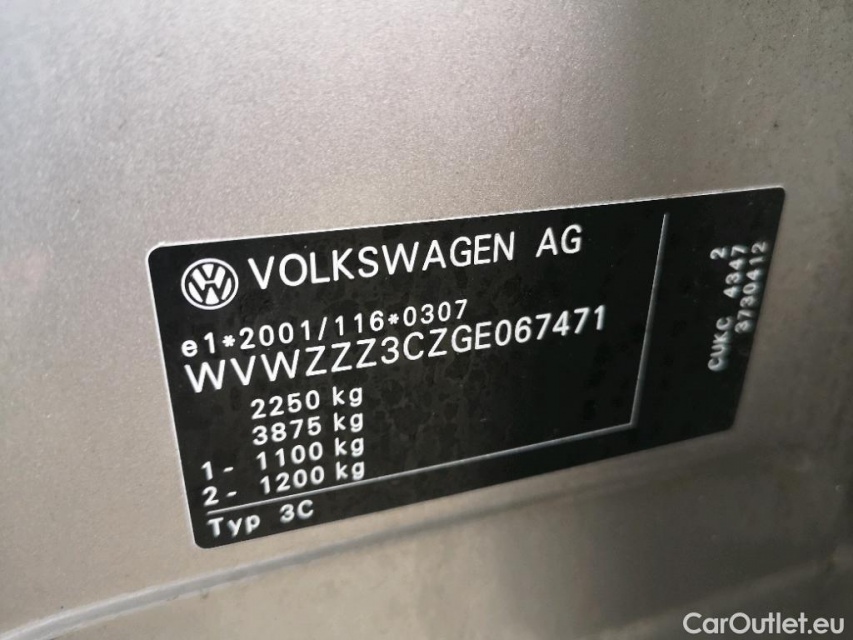 VOLKSWAGEN AG
e1*2001/116*0307
WVWZZZ3CZGE067471
2250 kg
3875 kg
1- 1100 kg
2- 1200 kg
Typ 3C
2
CUKC 4347
3730412
CarOutlet.eu